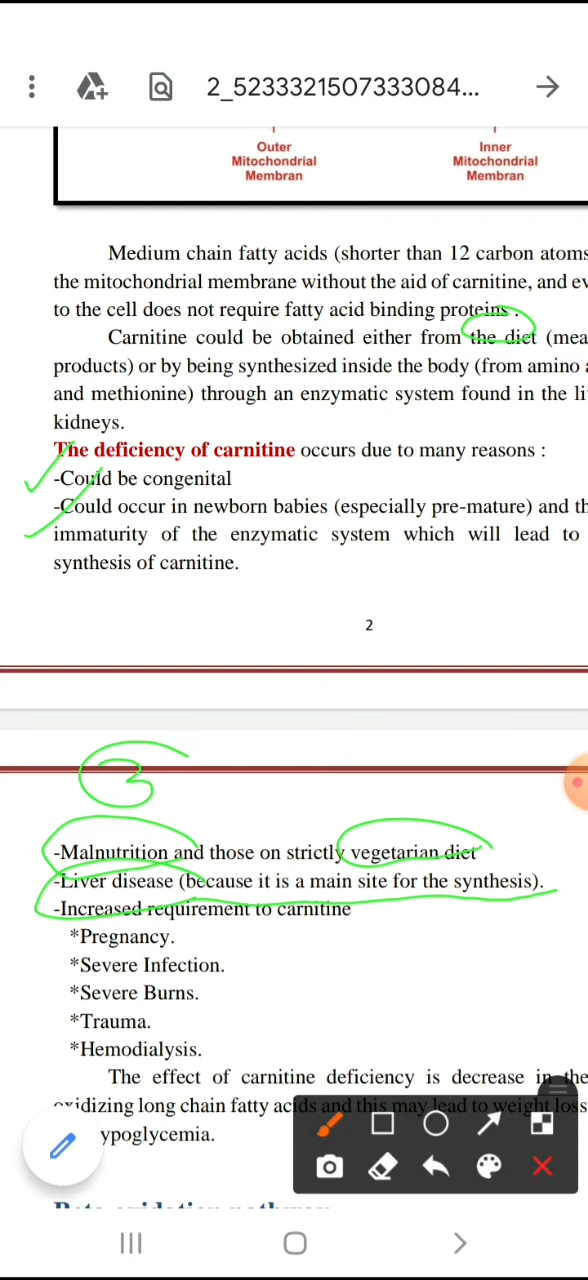 2_5233321507333084...
Outer Inner
Mitochondrial Mitochondrial
Membran Membran
Medium chain fatty acids (shorter than 12 carbon atoms
the mitochondrial membrane without the aid of carnitine, and ev
to the cell does not require fatty acid binding proteins .
Carnitine could be obtained either from the diet (mea
products) or by being synthesized inside the body (from amino a
and methionine) through an enzymatic system found in the li
kidneys.
The deficiency of carnitine occurs due to many reasons :
-Could be congenital
-Could occur in newborn babies (especially pre-mature) and th
immaturity of the enzymatic system which will lead to
synthesis of carnitine.
2
3
-Malnutrition and those on strictly vegetarian diet
-Liver disease (because it is a main site for the synthesis).
-Increased requirement to carnitine
*Pregnancy.
*Severe Infection.
*Severe Burns.
*Trauma.
*Hemodialysis.
The effect of carnitine deficiency is decrease in the
oxidizing long chain fatty acids and this may lead to weight loss
ypoglycemia.